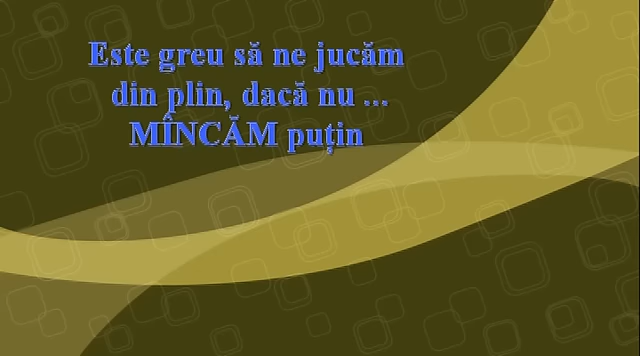 Este greu să ne jucăm
din plin, dacă nu ...
MÎNCĂM puțin